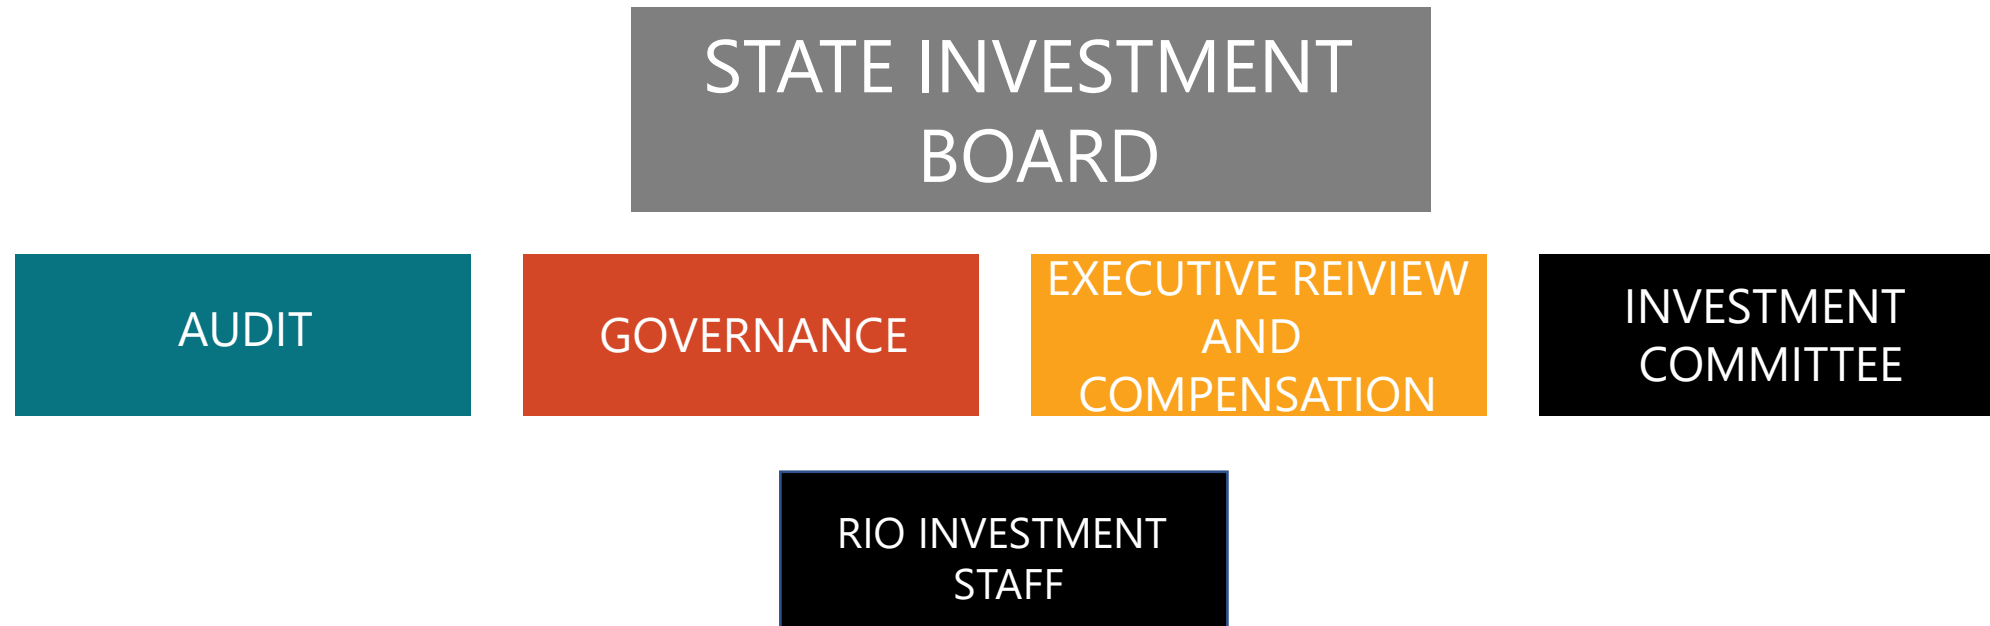 STATE INVESTMENT
BOARD
AUDIT
GOVERNANCE
EXECUTIVE REIVIEW
AND
COMPENSATION
INVESTMENT
COMMITTEE
RIO INVESTMENT
STAFF